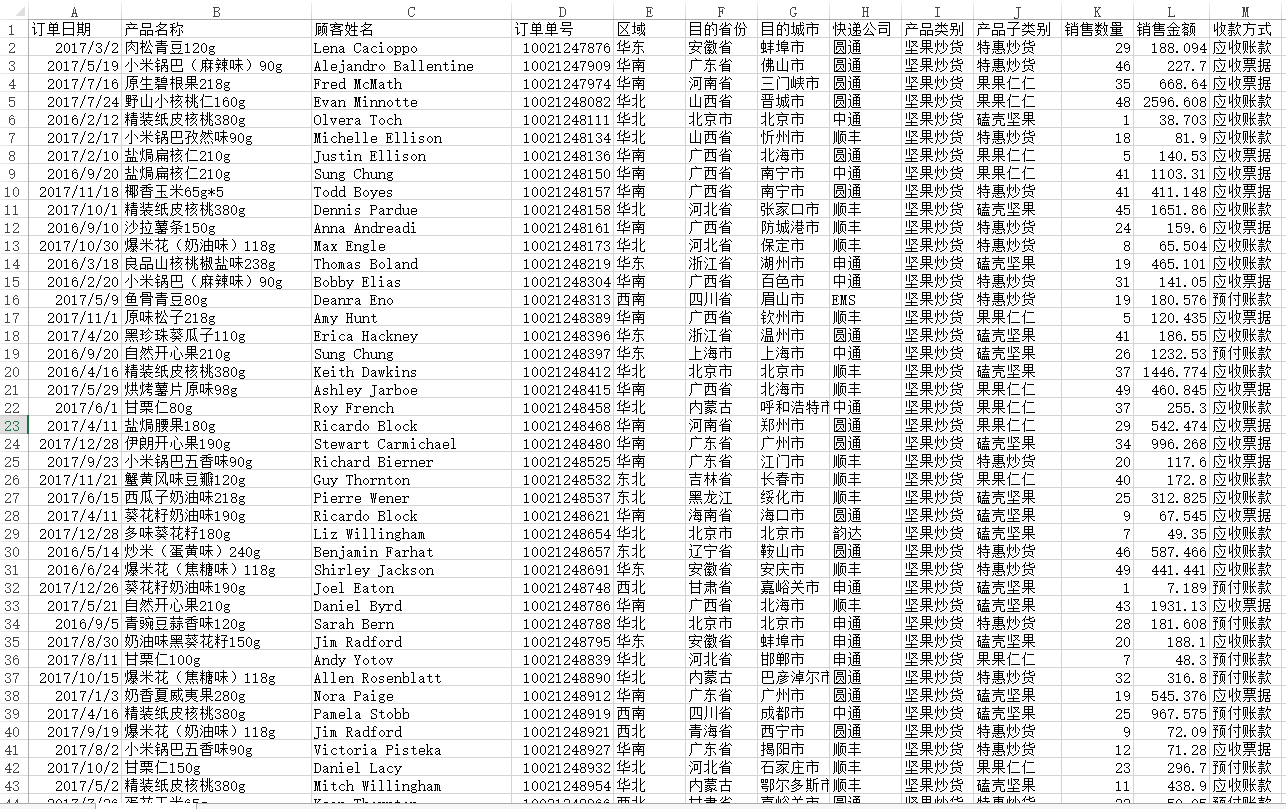 A B C D E F G H I J K L M
1 订单日期 产品名称 顾客姓名 订单单号 区域 目的省份 目的城市 快递公司 产品类别 产品子类别 销售数量 销售金额 收款方式
2 2017/3/2 肉松青豆120g Lena Cacioppo 10021247876 华东 安徽省 蚌埠市 圆通 坚果炒货 特惠炒货 29 188.094 应收账款
3 2017/5/19 小米锅巴（麻辣味）90g Alejandro Ballentine 10021247909 华南 广东省 佛山市 圆通 坚果炒货 特惠炒货 46 227.7 应收票据
4 2017/7/16 原生碧根果218g Fred McMath 10021247974 华南 河南省 三门峡市 圆通 坚果炒货 果果仁仁 35 668.64 应收票据
5 2017/7/24 野山小核桃仁160g Evan Minnotte 10021248082 华北 山西省 晋城市 圆通 坚果炒货 果果仁仁 48 2596.608 应收账款
6 2016/2/12 精装纸皮核桃380g Olvera Toch 10021248111 华北 北京市 北京市 中通 坚果炒货 磕壳坚果 1 38.703 应收账款
7 2017/2/17 小米锅巴孜然味90g Michelle Ellison 10021248134 华北 山西省 忻州市 顺丰 坚果炒货 特惠炒货 18 81.9 应收账款
8 2017/2/10 盐焗扁核仁210g Justin Ellison 10021248136 华南 广西省 北海市 圆通 坚果炒货 果果仁仁 5 140.53 应收票据
9 2016/9/20 盐焗扁核仁210g Sung Chung 10021248150 华南 广西省 南宁市 中通 坚果炒货 果果仁仁 41 1103.31 应收票据
10 2017/11/18 椰香玉米65g*5 Todd Boyes 10021248157 华南 广西省 南宁市 圆通 坚果炒货 特惠炒货 41 411.148 应收票据
11 2017/10/1 精装纸皮核桃380g Dennis Pardue 10021248158 华北 河北省 张家口市 顺丰 坚果炒货 磕壳坚果 45 1651.86 应收账款
12 2016/9/10 沙拉薯条150g Anna Andreadi 10021248161 华南 广西省 防城港市 顺丰 坚果炒货 特惠炒货 24 159.6 应收票据
13 2017/10/30 爆米花（奶油味）118g Max Engle 10021248173 华北 河北省 保定市 顺丰 坚果炒货 特惠炒货 8 65.504 应收账款
14 2016/3/18 良品山核桃椒盐味238g Thomas Boland 10021248219 华东 浙江省 湖州市 申通 坚果炒货 磕壳坚果 19 465.101 应收账款
15 2016/2/20 小米锅巴（麻辣味）90g Bobby Elias 10021248304 华南 广西省 百色市 中通 坚果炒货 特惠炒货 31 141.05 应收票据
16 2017/5/9 鱼骨青豆80g Deanra Eno 10021248313 西南 四川省 眉山市 EMS 坚果炒货 特惠炒货 19 180.576 预付账款
17 2017/11/1 原味松子218g Amy Hunt 10021248389 华南 广西省 钦州市 顺丰 坚果炒货 果果仁仁 5 120.435 应收票据
18 2017/4/20 黑珍珠葵瓜子110g Erica Hackney 10021248396 华东 浙江省 温州市 圆通 坚果炒货 磕壳坚果 41 186.55 应收账款
19 2016/9/20 自然开心果210g Sung Chung 10021248397 华东 上海市 上海市 中通 坚果炒货 磕壳坚果 26 1232.53 预付账款
20 2016/4/16 精装纸皮核桃380g Keith Dawkins 10021248412 华北 北京市 北京市 顺丰 坚果炒货 磕壳坚果 37 1446.774 应收账款
21 2017/5/29 烘烤薯片原味98g Ashley Jarboe 10021248415 华南 广西省 北海市 顺丰 坚果炒货 果果仁仁 49 460.845 应收票据
22 2017/6/1 甘栗仁80g Roy French 10021248458 华北 内蒙古 呼和浩特市 中通 坚果炒货 果果仁仁 37 255.3 应收账款
23 2017/4/11 盐焗腰果180g Ricardo Block 10021248468 华南 河南省 郑州市 圆通 坚果炒货 果果仁仁 29 542.474 应收票据
24 2017/12/28 伊朗开心果190g Stewart Carmichael 10021248480 华南 广东省 广州市 圆通 坚果炒货 磕壳坚果 34 996.268 应收票据
25 2017/9/23 小米锅巴五香味90g Richard Bierner 10021248525 华南 广东省 江门市 顺丰 坚果炒货 特惠炒货 20 117.6 应收票据
26 2017/11/21 蟹黄风味豆瓣120g Guy Thornton 10021248532 东北 吉林省 长春市 顺丰 坚果炒货 果果仁仁 40 172.8 应收票据
27 2017/6/15 西瓜子奶油味218g Pierre Wener 10021248537 东北 黑龙江 绥化市 顺丰 坚果炒货 磕壳坚果 25 312.825 应收票据
28 2017/4/11 葵花籽奶油味190g Ricardo Block 10021248621 华南 海南省 海口市 圆通 坚果炒货 磕壳坚果 9 67.545 应收票据
29 2017/12/28 多味葵花籽180g Liz Willingham 10021248654 华北 北京市 北京市 韵达 坚果炒货 磕壳坚果 7 49.35 应收账款
30 2016/5/14 炒米（蛋黄味）240g Benjamin Farhat 10021248657 东北 辽宁省 鞍山市 圆通 坚果炒货 特惠炒货 46 587.466 应收票据
31 2016/6/24 爆米花（焦糖味）118g Shirley Jackson 10021248691 华东 安徽省 安庆市 顺丰 坚果炒货 特惠炒货 49 441.441 应收账款
32 2017/12/26 葵花籽奶油味190g Joel Eaton 10021248748 西北 甘肃省 嘉峪关市 申通 坚果炒货 磕壳坚果 1 7.189 预付账款
33 2017/5/21 自然开心果210g Daniel Byrd 10021248786 华南 广西省 北海市 顺丰 坚果炒货 磕壳坚果 43 1931.13 应收票据
34 2016/9/5 青豌豆蒜香味120g Sarah Bern 10021248788 华北 北京市 北京市 申通 坚果炒货 特惠炒货 28 181.608 预付账款
35 2017/8/30 奶油味黑葵花籽150g Jim Radford 10021248795 华东 安徽省 蚌埠市 申通 坚果炒货 磕壳坚果 20 188.1 应收账款
36 2017/8/11 甘栗仁100g Andy Yotov 10021248839 华北 河北省 邯郸市 申通 坚果炒货 果果仁仁 7 48.3 预付账款
37 2017/10/15 爆米花（焦糖味）118g Allen Rosenblatt 10021248890 华北 内蒙古 巴彦淖尔市 圆通 坚果炒货 特惠炒货 32 316.8 预付账款
38 2017/1/3 奶香夏威夷果280g Nora Paige 10021248912 华南 广东省 广州市 圆通 坚果炒货 磕壳坚果 19 545.376 应收票据
39 2017/4/16 精装纸皮核桃380g Pamela Stobb 10021248919 西南 四川省 成都市 中通 坚果炒货 磕壳坚果 25 967.575 预付账款
40 2017/9/19 爆米花（奶油味）118g Jim Radford 10021248921 西北 青海省 西宁市 圆通 坚果炒货 特惠炒货 9 72.09 预付账款
41 2017/8/2 小米锅巴五香味90g Victoria Pisteka 10021248927 华南 广东省 揭阳市 顺丰 坚果炒货 特惠炒货 12 71.28 应收票据
42 2017/10/2 甘栗仁150g Daniel Lacy 10021248932 华北 河北省 石家庄市 顺丰 坚果炒货 果果仁仁 23 296.7 预付账款
43 2017/5/2 精装纸皮核桃380g Mitch Willingham 10021248954 华北 内蒙古 鄂尔多斯市 顺丰 坚果炒货 磕壳坚果 11 438.9 应收账款